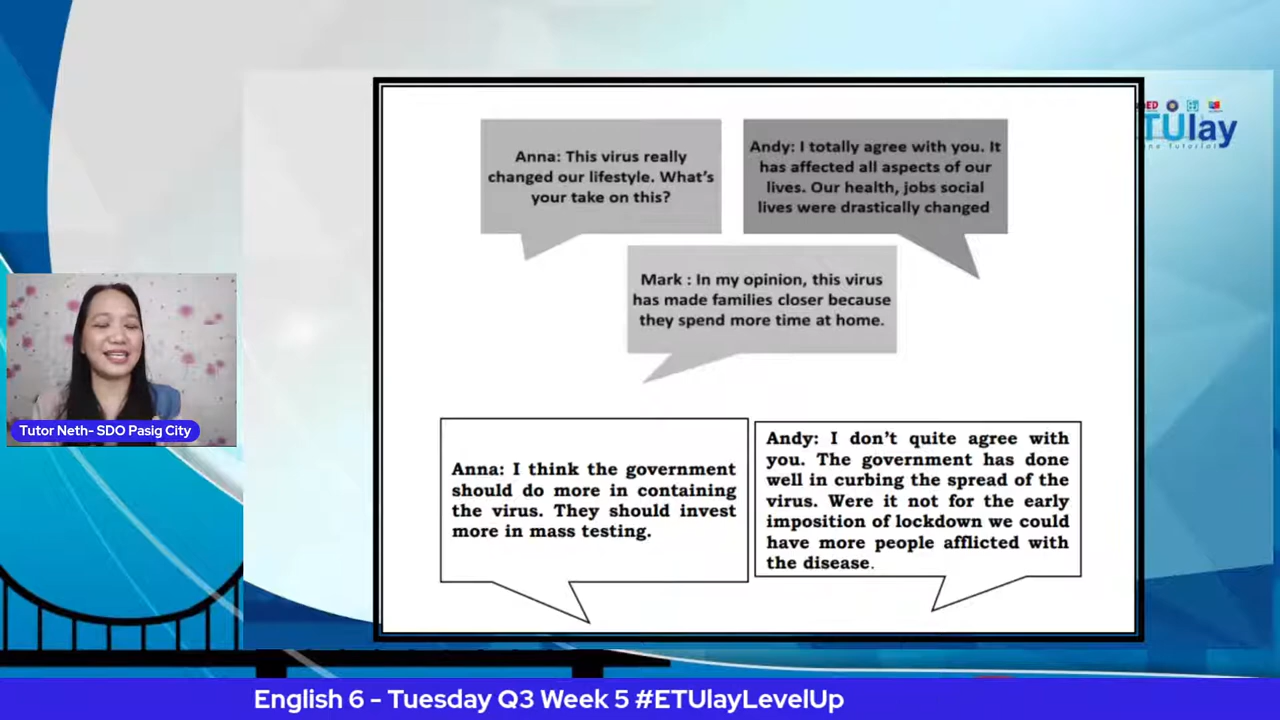 Anna: This virus really
changed our lifestyle. What's
your take on this?
Andy: I totally agree with you. It
has affected all aspects of our
lives. Our health, jobs social
lives were drastically changed
Mark : In my opinion, this virus
has made families closer because
they spend more time at home.
Anna: I think the government
should do more in containing
the virus. They should invest
more in mass testing.
Andy: I don't quite agree with
you. The government has done
well in curbing the spread of the
virus. Were it not for the early
imposition of lockdown we could
have more people afflicted with
the disease.
TUlay
Tutor Neth- SDO Pasig City
English 6 - Tuesday Q3 Week 5 #ETUlayLevelUp